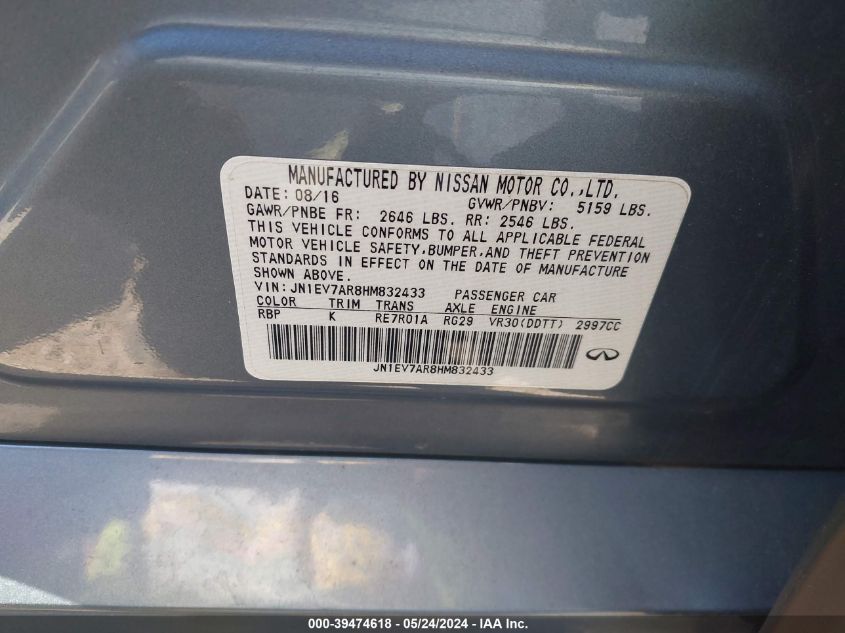 MANUFACTURED BY NISSAN MOTOR CO.,LTD.
DATE: 08/16 GVWR/PNBV: 5159 LBS.
GAWR/PNBE FR: 2646 LBS. RR: 2546 LBS.
THIS VEHICLE CONFORMS TO ALL APPLICABLE FEDERAL
MOTOR VEHICLE SAFETY,BUMPER,AND THEFT PREVENTION
STANDARDS IN EFFECT ON THE DATE OF MANUFACTURE
SHOWN ABOVE.
VIN:JN1EV7AR8HM832433 PASSENGER CAR
COLOR TRIM TRANS AXLE ENGINE
RBP K RE7R01A RG29 VR30(DDTT) 2997CC
JN1EV7AR8HM832433
000-39474618 - 05/24/2024 - IAA, Inc.